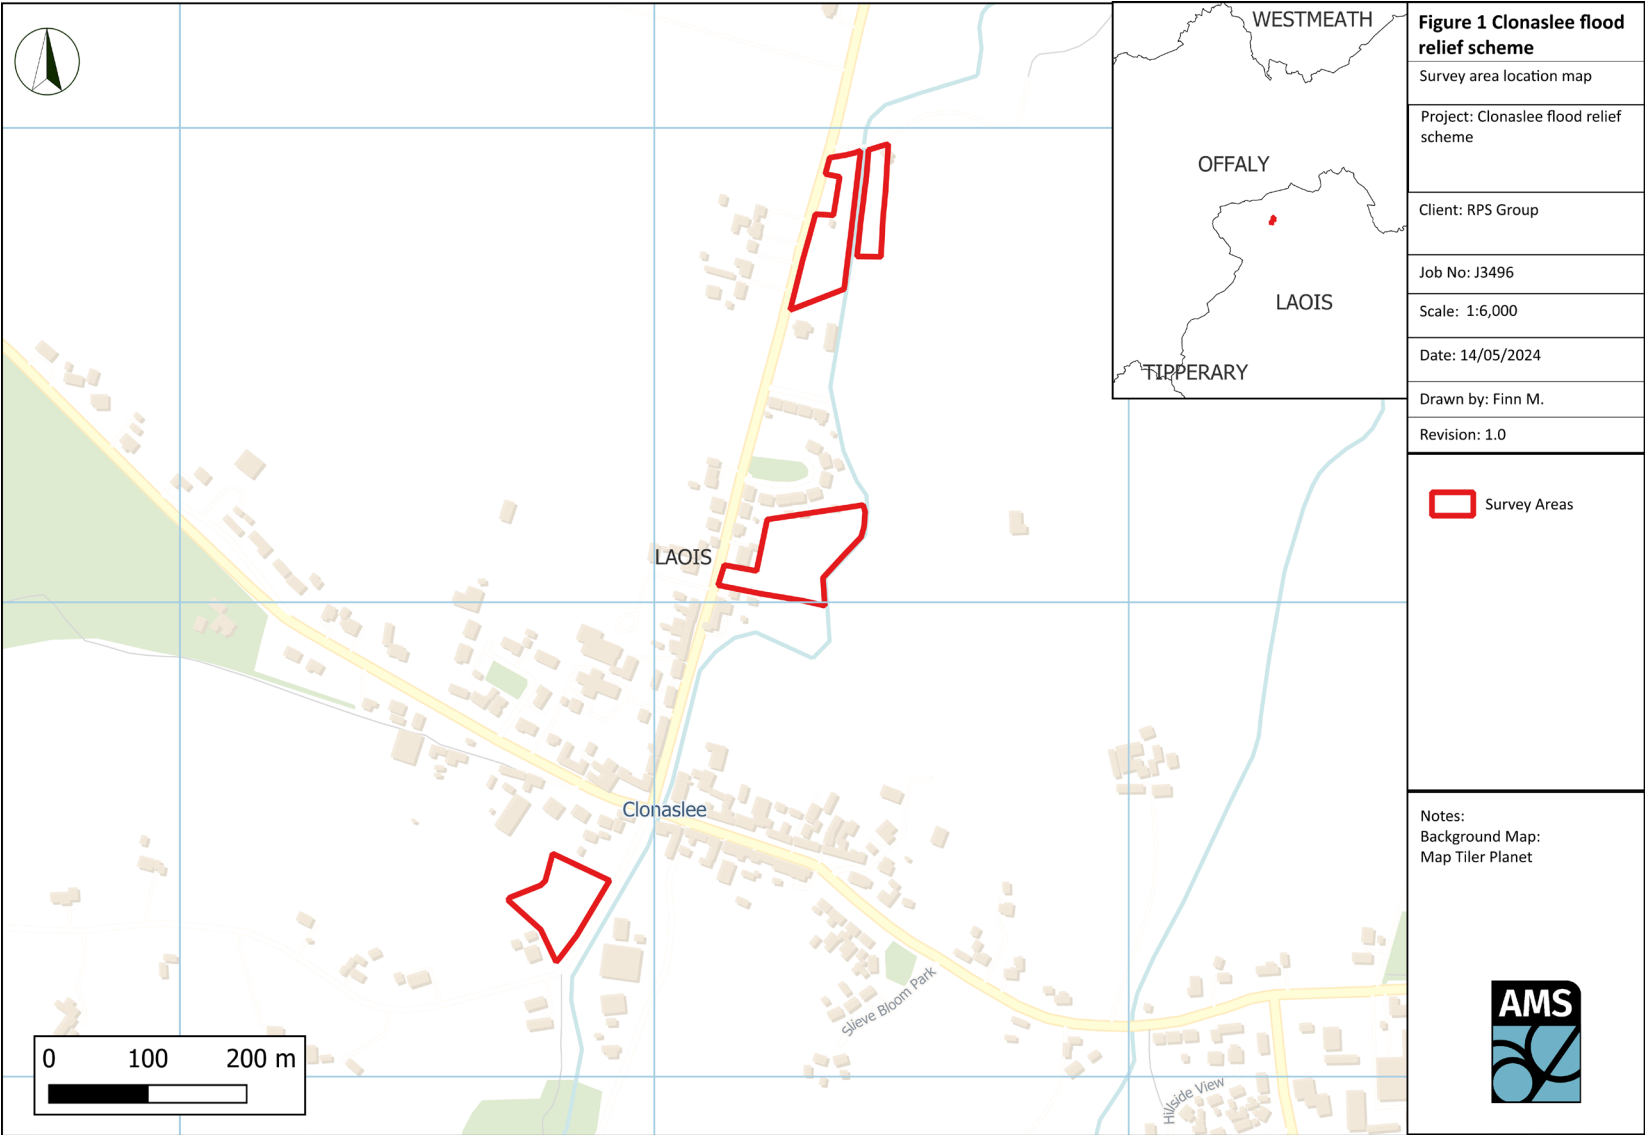 WESTMEATH
OFFALY
LAOIS
TIPPERARY
LAOIS
Clonaslee
Slieve Bloom Park
Hillside View
0 100 200 m
Figure 1 Clonaslee flood
relief scheme
Survey area location map
Project: Clonaslee flood relief
scheme
Client: RPS Group
Job No: J3496
Scale: 1:6,000
Date: 14/05/2024
Drawn by: Finn M.
Revision: 1.0
Survey Areas
Notes:
Background Map:
Map Tiler Planet
AMS